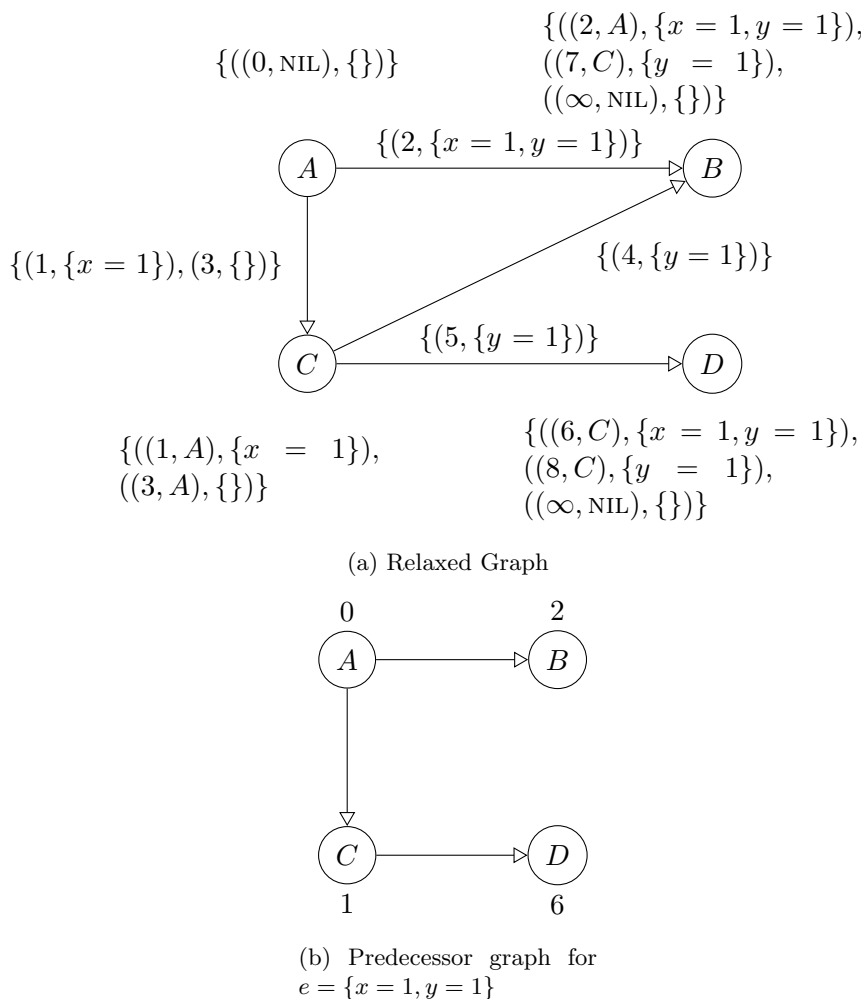 {((2, A), {x = 1, y = 1}),
((7, C), {y = 1}),
((∞, NIL), {})}
{((0, NIL), {})}
{(2, {x = 1, y = 1})}
A
B
{(1, {x = 1}), (3, {})}
{(4, {y = 1})}
{(5, {y = 1})}
C
D
{((1, A), {x = 1}),
((3, A), {})}
{((6, C), {x = 1, y = 1}),
((8, C), {y = 1}),
((∞, NIL), {})}
(a) Relaxed Graph
0
2
A
B
C
D
1
6
(b) Predecessor graph for
e = {x = 1, y = 1}